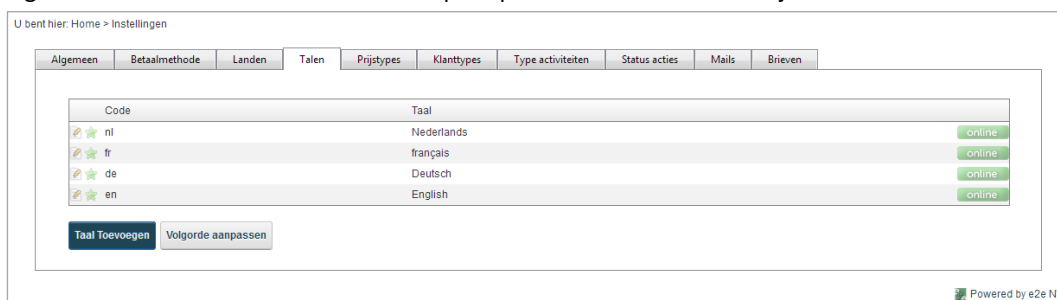 U bent hier: Home > Instellingen
Algemeen Betaalmethode Landen Talen Prijstypes Klanttypes Type activiteiten Status acties Mails Brieven
Code Taal
nl Nederlands online
fr français online
de Deutsch online
en English online
Taal Toevoegen Volgorde aanpassen
Powered by e2e N